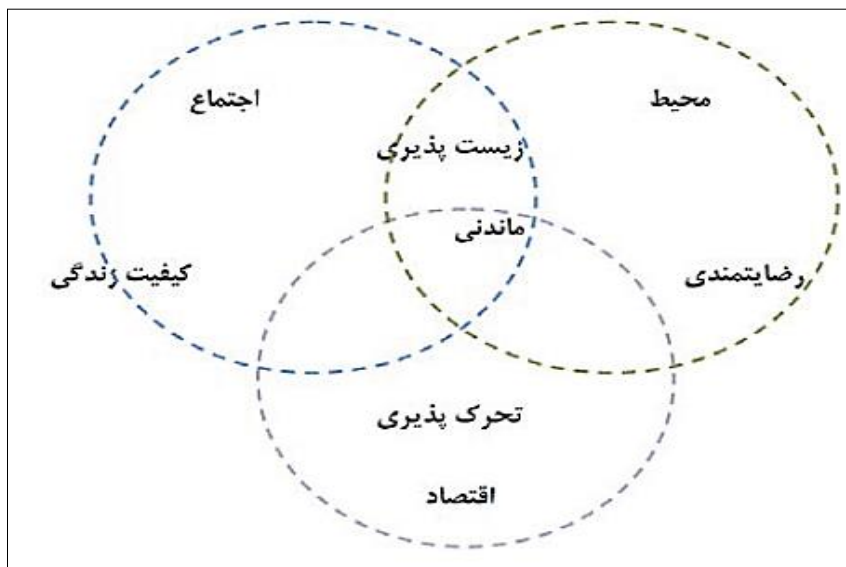 محیط
اجتماع
زیست پذیری
ماندنی
رضایتمندی
کیفیت زندگی
تحرک پذیری
اقتصاد